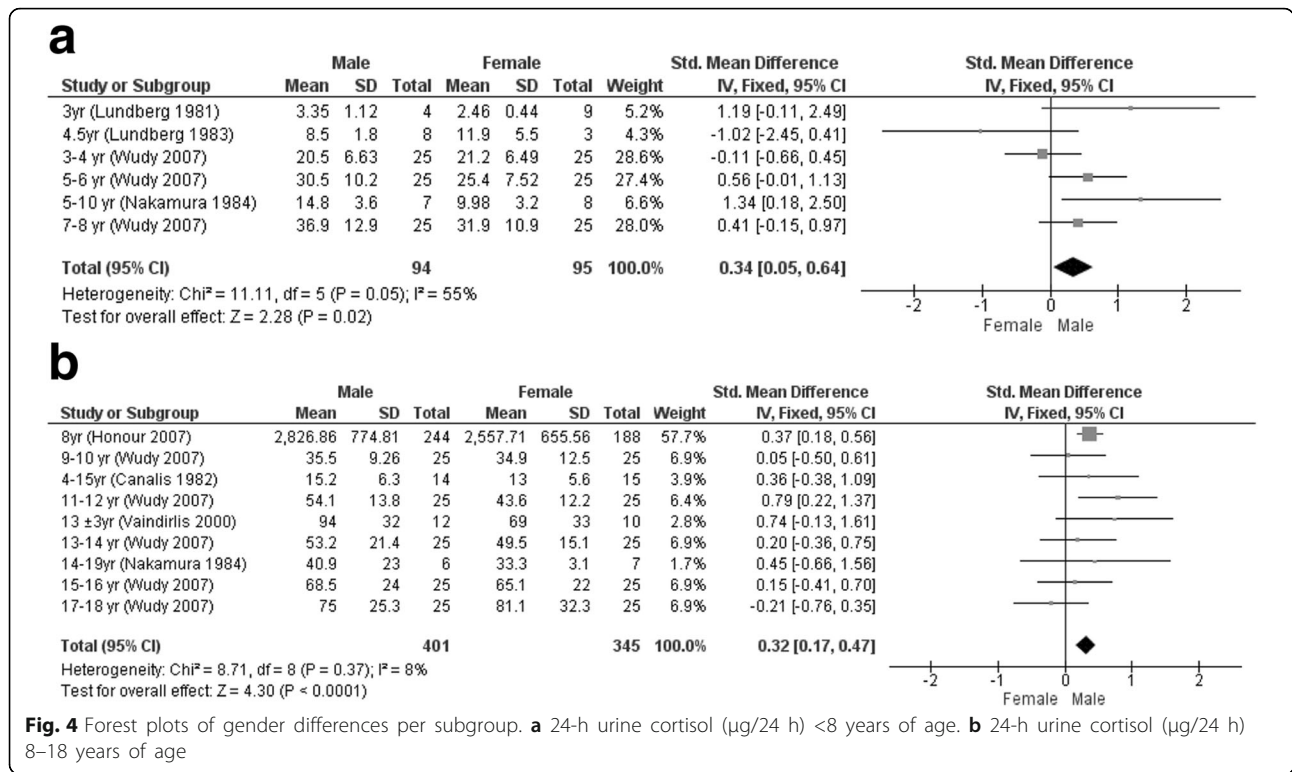 a
Male Female Std. Mean Difference Std. Mean Difference
Study or Subgroup Mean SD Total Mean SD Total Weight IV, Fixed, 95% CI IV, Fixed, 95% CI
3yr (Lundberg 1981) 3.35 1.12 4 2.46 0.44 9 5.2% 1.19 [-0.11, 2.49]
4.5yr (Lundberg 1983) 8.5 1.8 8 11.9 5.5 3 4.3% -1.02 [-2.45, 0.41]
3-4 yr (Wudy 2007) 20.5 6.63 25 21.2 6.49 25 28.6% -0.11 [-0.66, 0.45]
5-6 yr (Wudy 2007) 30.5 10.2 25 25.4 7.52 25 27.4% 0.56 [-0.01, 1.13]
5-10 yr (Nakamura 1984) 14.8 3.6 7 9.98 3.2 8 6.6% 1.34 [0.18, 2.50]
7-8 yr (Wudy 2007) 36.9 12.9 25 31.9 10.9 25 28.0% 0.41 [-0.15, 0.97]
Total (95% CI) 94 95 100.0% 0.34 [0.05, 0.64]
Heterogeneity: Chi² = 11.11, df = 5 (P = 0.05); I² = 55%
Test for overall effect: Z = 2.28 (P = 0.02)
-2 -1 0 1 2
Female Male
b
Male Female Std. Mean Difference Std. Mean Difference
Study or Subgroup Mean SD Total Mean SD Total Weight IV, Fixed, 95% CI IV, Fixed, 95% CI
8yr (Honour 2007) 2,826.86 774.81 244 2,557.71 655.56 188 57.7% 0.37 [0.18, 0.56]
9-10 yr (Wudy 2007) 35.5 9.26 25 34.9 12.5 25 6.9% 0.05 [-0.50, 0.61]
4-15yr (Canalis 1982) 15.2 6.3 14 13 5.6 15 3.9% 0.36 [-0.38, 1.09]
11-12 yr (Wudy 2007) 54.1 13.8 25 43.6 12.2 25 6.4% 0.79 [0.22, 1.37]
13 ±3yr (Vaindirlis 2000) 94 32 12 69 33 10 2.8% 0.74 [-0.13, 1.61]
13-14 yr (Wudy 2007) 53.2 21.4 25 49.5 15.1 25 6.9% 0.20 [-0.36, 0.75]
14-19yr (Nakamura 1984) 40.9 23 6 33.3 3.1 7 1.7% 0.45 [-0.66, 1.56]
15-16 yr (Wudy 2007) 68.5 24 25 65.1 22 25 6.9% 0.15 [-0.41, 0.70]
17-18 yr (Wudy 2007) 75 25.3 25 81.1 32.3 25 6.9% -0.21 [-0.76, 0.35]
Total (95% CI) 401 345 100.0% 0.32 [0.17, 0.47]
Heterogeneity: Chi² = 8.71, df = 8 (P = 0.37); I² = 8%
Test for overall effect: Z = 4.30 (P < 0.0001)
-2 -1 0 1 2
Female Male
Fig. 4 Forest plots of gender differences per subgroup. a 24-h urine cortisol (µg/24 h) <8 years of age. b 24-h urine cortisol (µg/24 h)
8–18 years of age